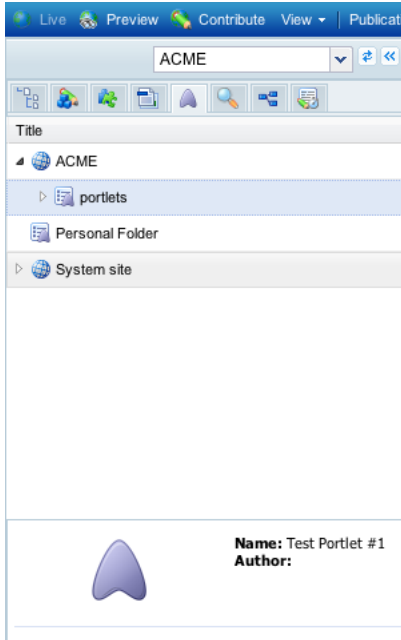 Live Preview Contribute View Publicat
ACME
Title
ACME
portlets
Personal Folder
System site
Name: Test Portlet #1
Author: